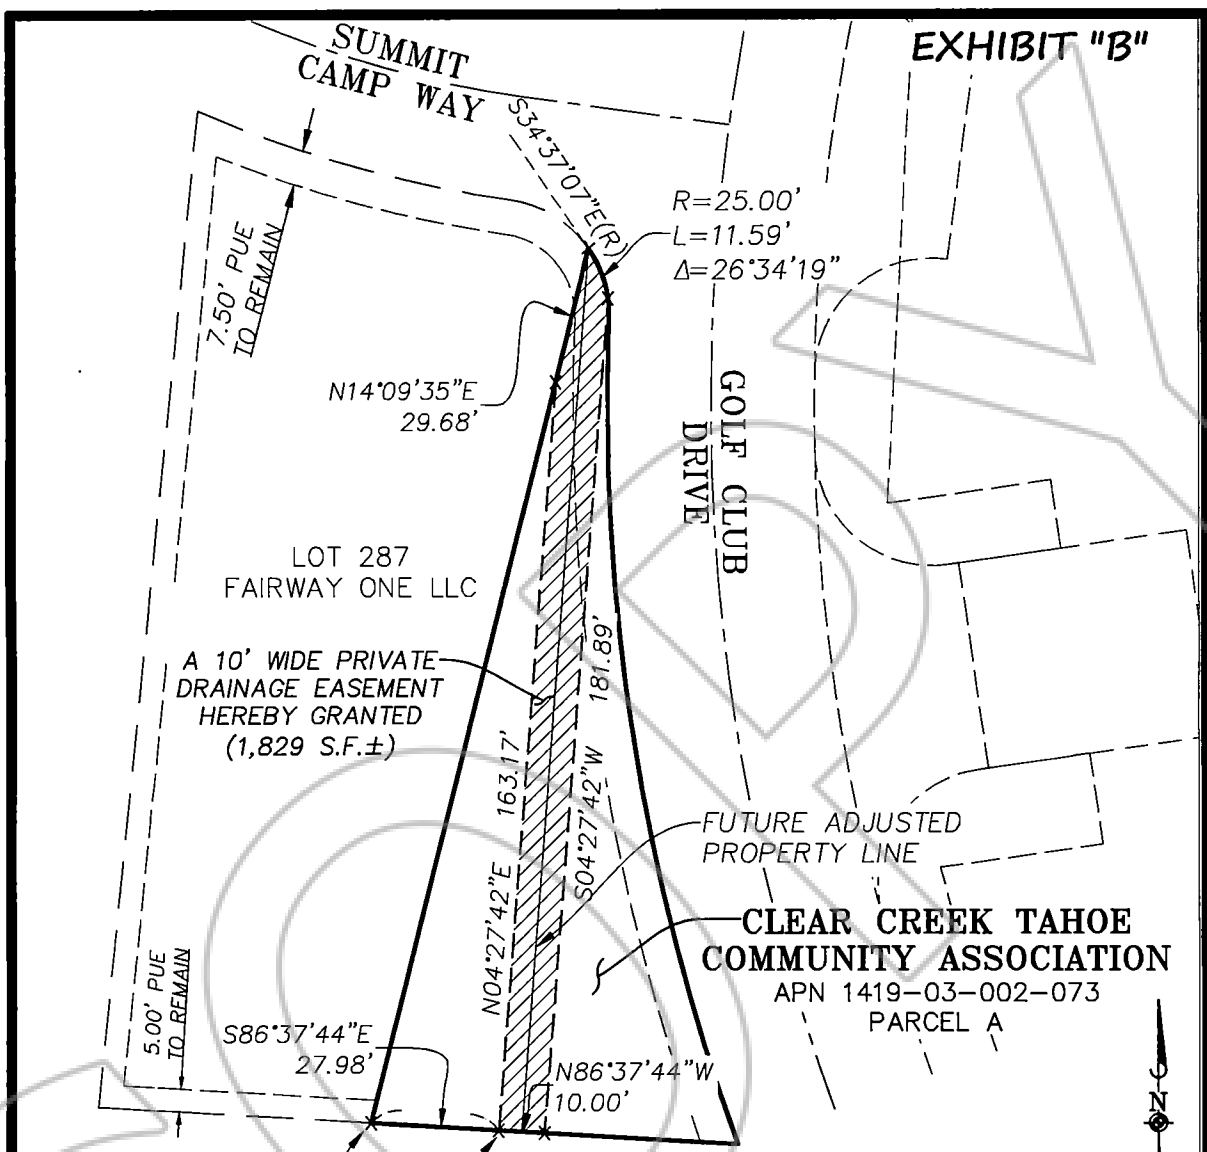 EXHIBIT "B"
SUMMIT
CAMP WAY
S34°37'07"E(R)
R=25.00'
L=11.59'
Δ=26°34'19"
7.50' PUE
TO REMAIN
N14°09'35"E
29.68'
GOLF CLUB
DRIVE
LOT 287
FAIRWAY ONE LLC
A 10' WIDE PRIVATE
DRAINAGE EASEMENT
HEREBY GRANTED
(1,829 S.F.±)
181.89'
S04°27'42"W
163.17'
N04°27'42"E
FUTURE ADJUSTED
PROPERTY LINE
CLEAR CREEK TAHOE
COMMUNITY ASSOCIATION
APN 1419-03-002-073
PARCEL A
5.00' PUE
TO REMAIN
S86°37'44"E
27.98'
N86°37'44"W
10.00'
N
COPY